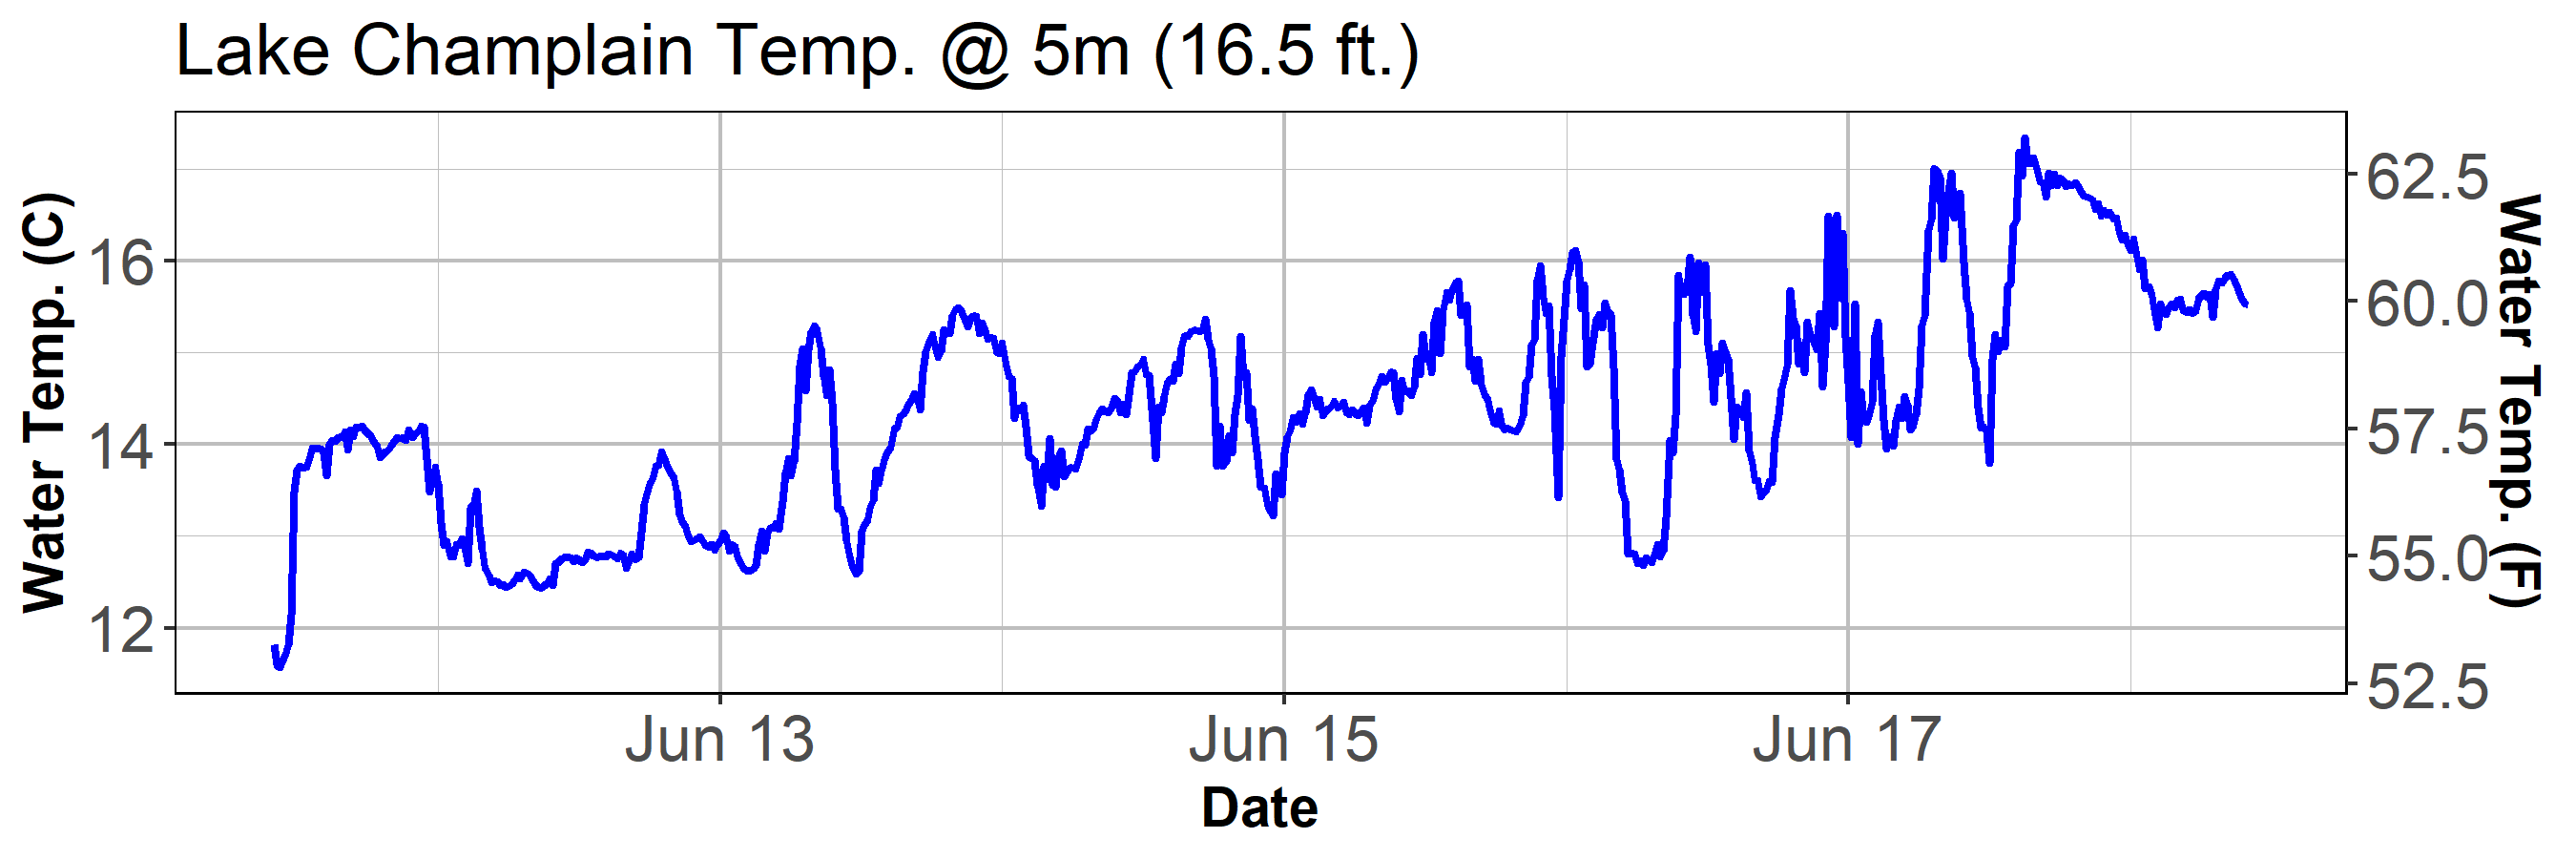 Lake Champlain Temp. @ 5m (16.5 ft.)
Water Temp. (C)
16
14
12
62.5
60.0
57.5
55.0
52.5
Water Temp. (F)
Jun 13
Jun 15
Jun 17
Date